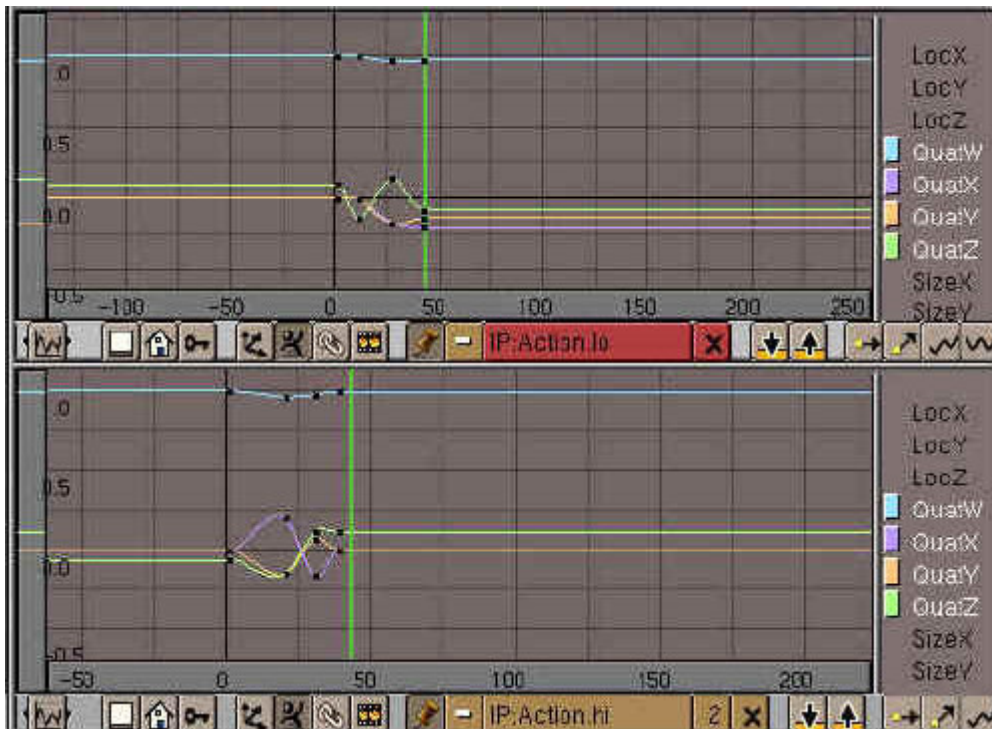 .0
0.5
0.0
-0.5
-100 -50 0 50 100 150 200 250
LocX
LocY
LocZ
QuatW
QuatX
QuatY
QuatZ
SizeX
SizeY
IP:Action.lo
.0
0.5
0.0
-0.5
-50 0 50 100 150 200
LocX
LocY
LocZ
QuatW
QuatX
QuatY
QuatZ
SizeX
SizeY
IP:Action.hi 2